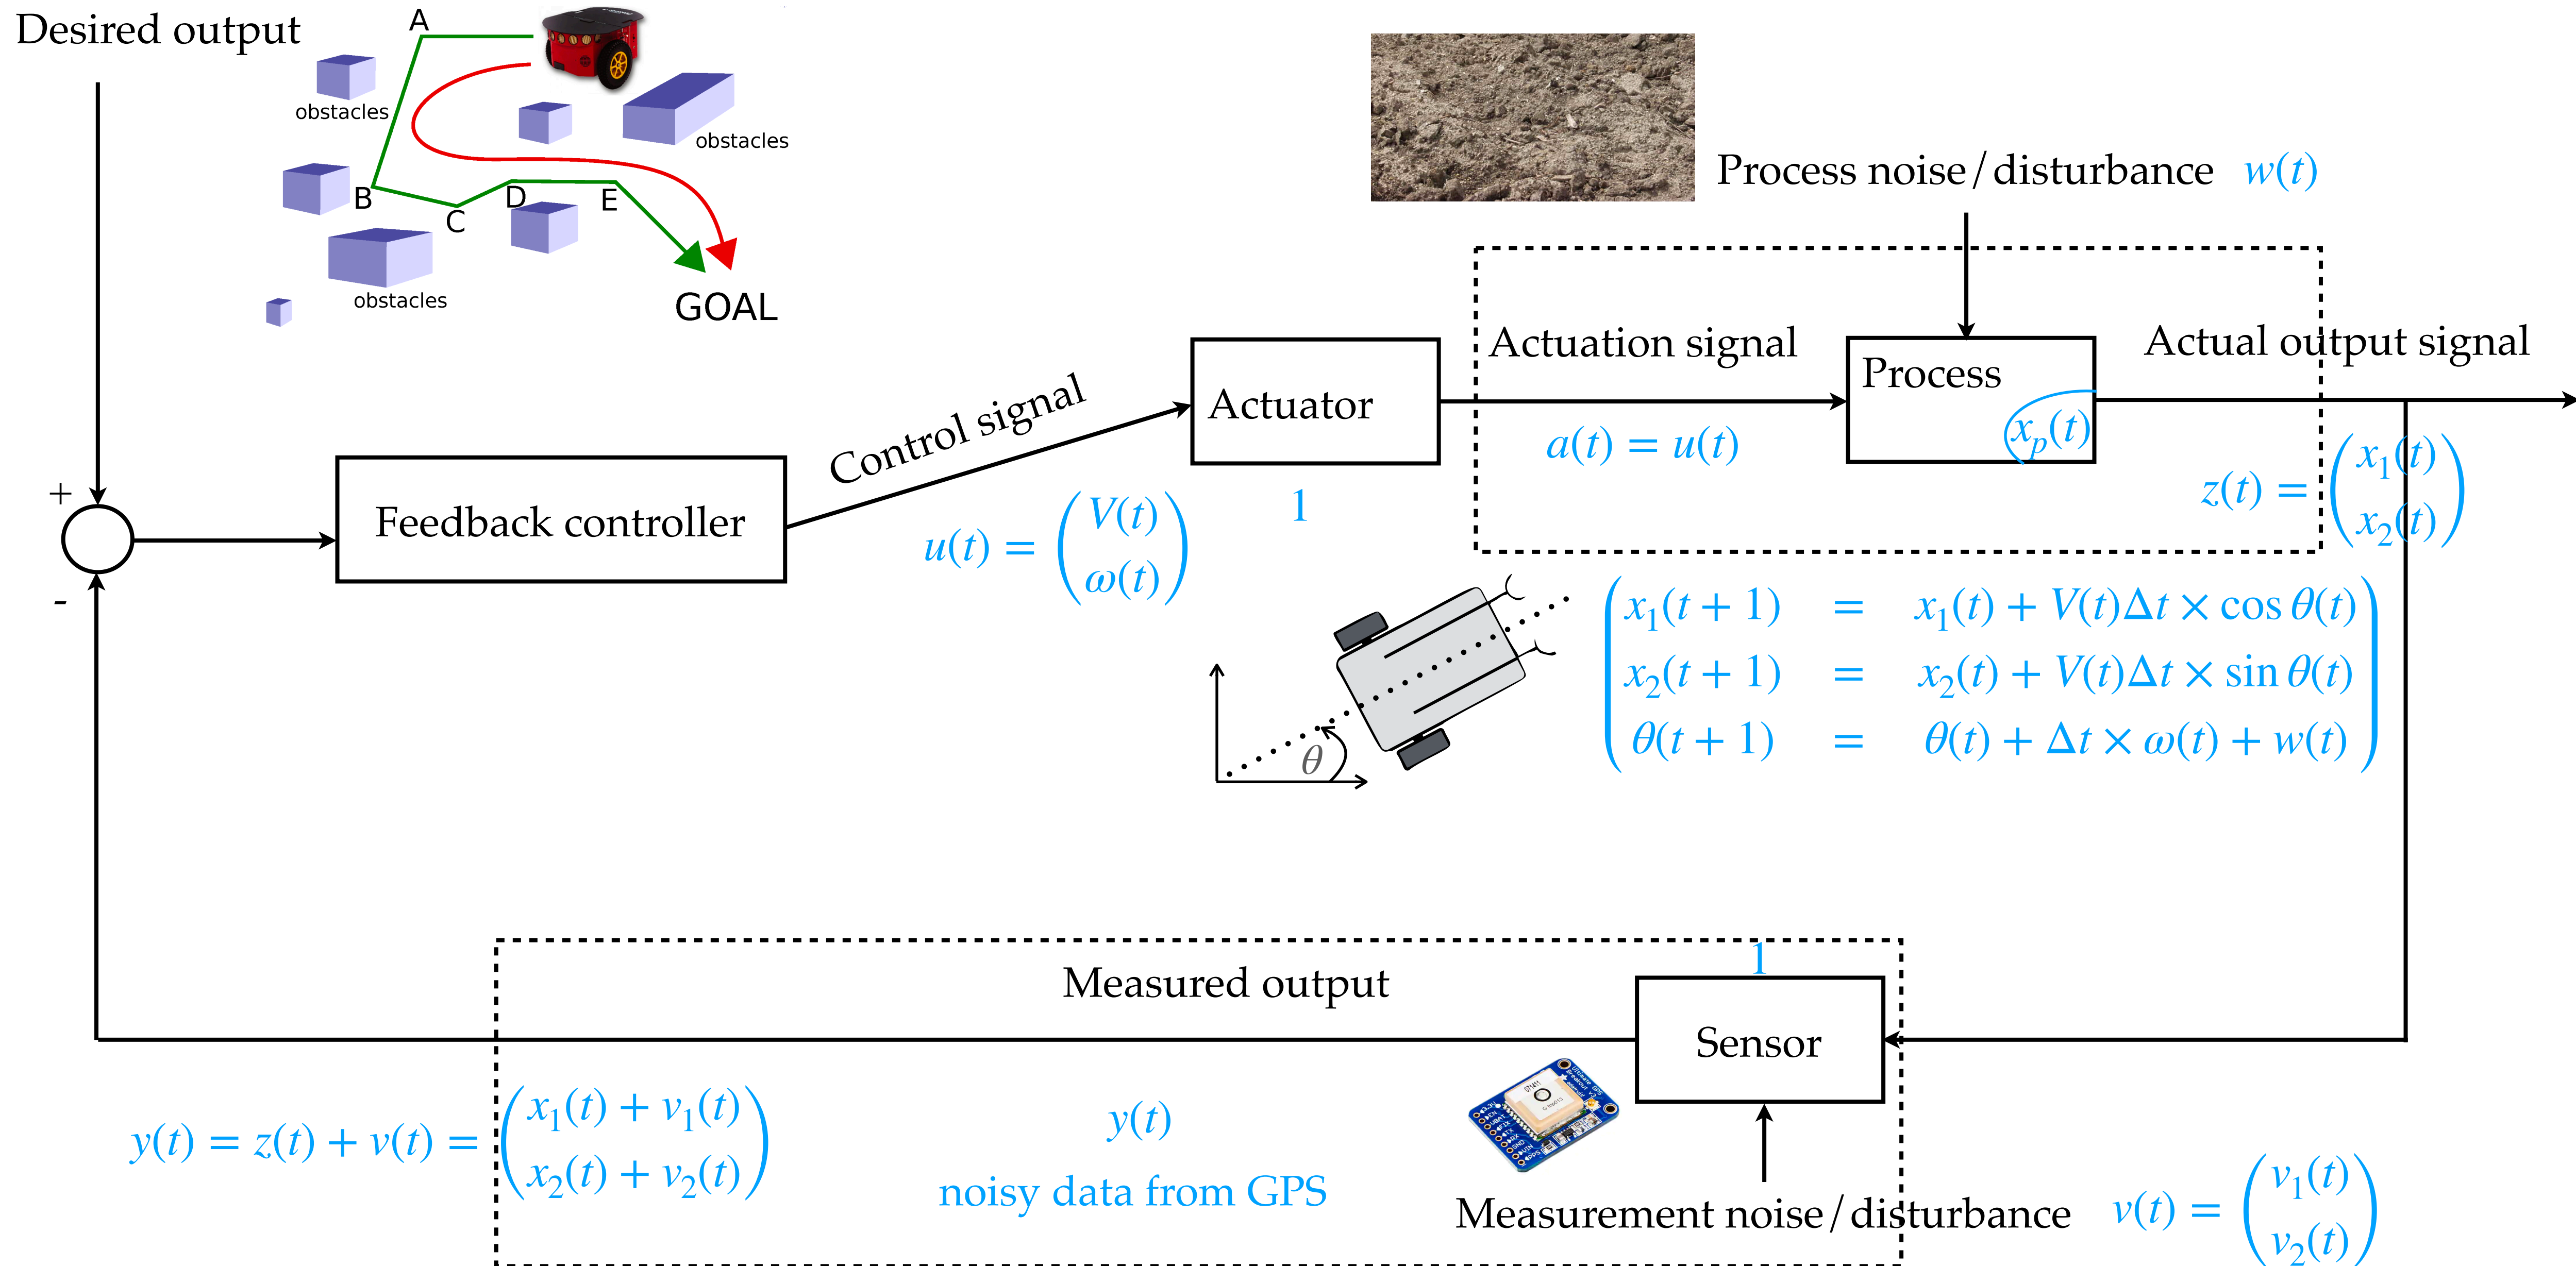 Desired output
A
obstacles
obstacles
B
C
D
E
obstacles
GOAL
Process noise/disturbance w(t)
Actuation signal
Process
Actual output signal
Actuator
Control signal
a(t) = u(t)
x_p(t)
z(t) = (x_1(t)
x_2(t))
+
-
Feedback controller
u(t) = (V(t)
ω(t))
1
x_1(t + 1) = x_1(t) + V(t)Δt × cos θ(t)
x_2(t + 1) = x_2(t) + V(t)Δt × sin θ(t)
θ(t + 1) = θ(t) + Δt × ω(t) + w(t)
θ
1
Measured output
Sensor
y(t) = z(t) + v(t) = (x_1(t) + v_1(t)
x_2(t) + v_2(t))
y(t)
noisy data from GPS
Measurement noise/disturbance
v(t) = (v_1(t)
v_2(t))